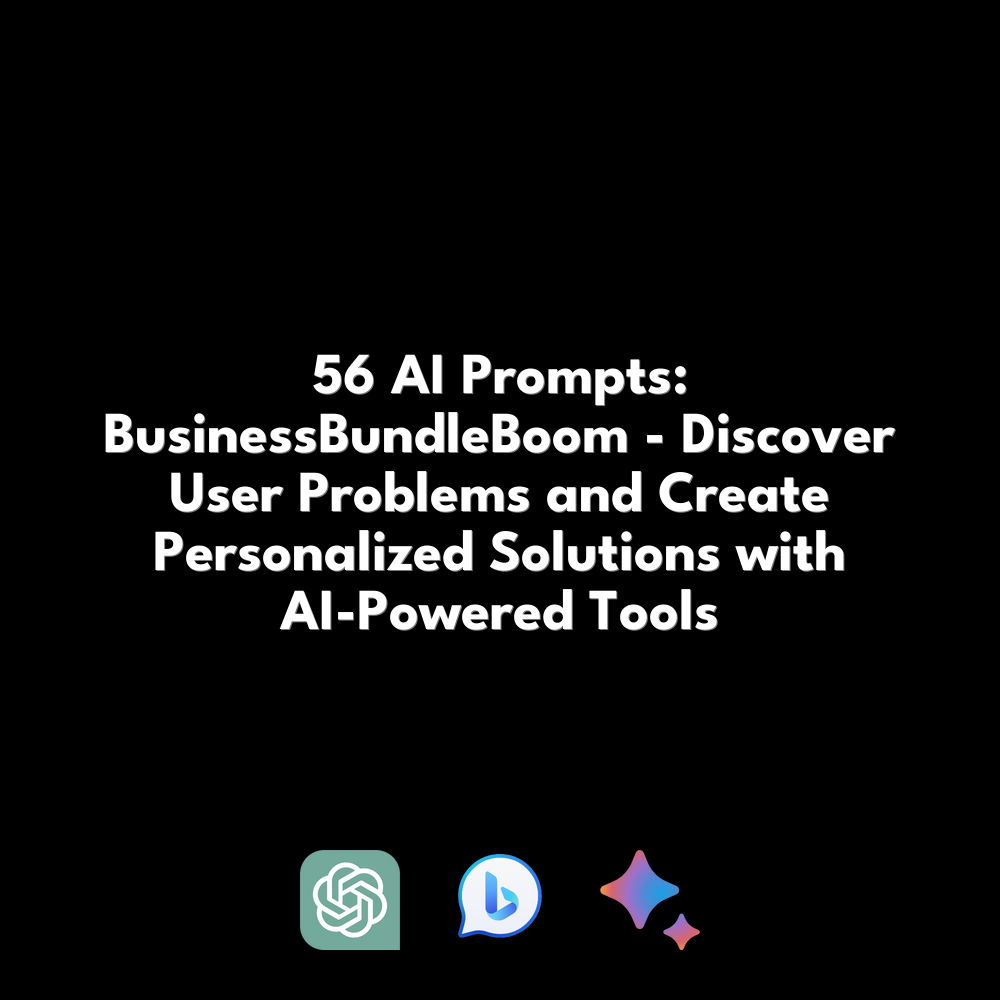 56 AI Prompts:
BusinessBundleBoom - Discover
User Problems and Create
Personalized Solutions with
AI-Powered Tools